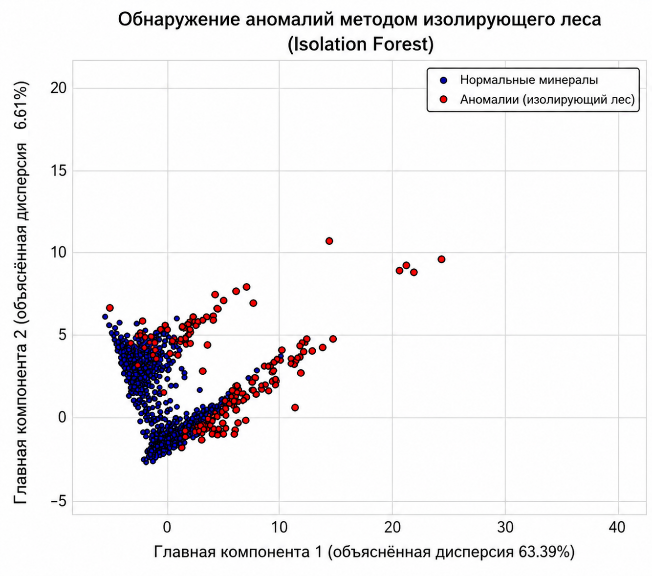 Обнаружение аномалий методом изолирующего леса
(Isolation Forest)
Нормальные минералы
Аномалии (изолирующий лес)
Главная компонента 2 (объяснённая дисперсия 6.61%)
20
15
10
5
0
−5
0
10
20
30
40
Главная компонента 1 (объяснённая дисперсия 63.39%)